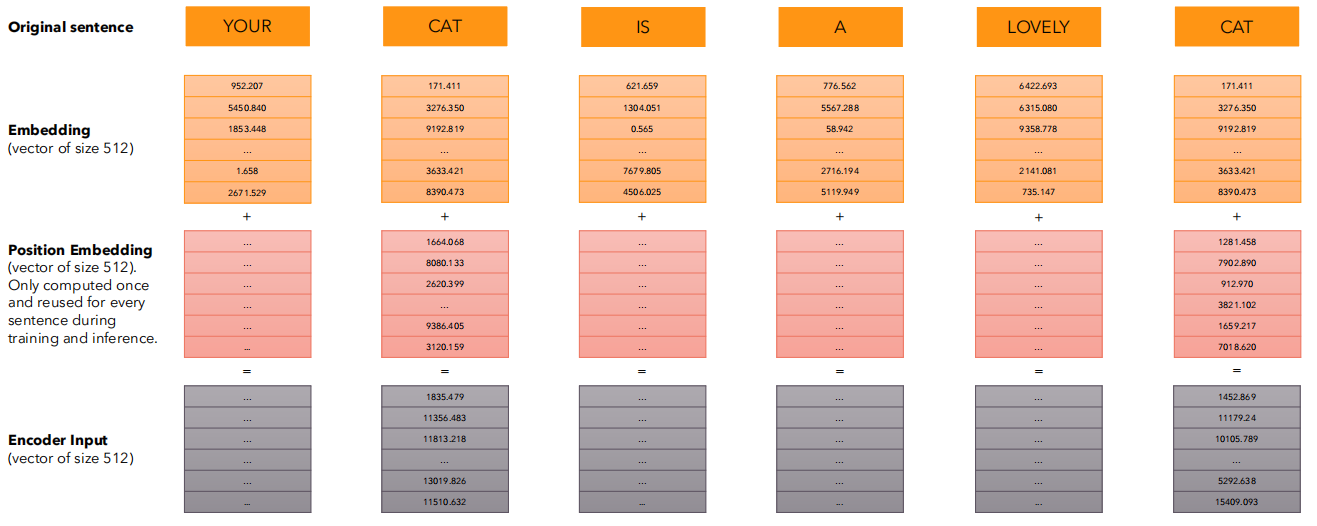 Original sentence YOUR CAT IS A LOVELY CAT
952.207 171.411 621.659 776.562 6422.693 171.411
5450.840 3276.350 1304.051 5567.288 6315.080 3276.350
Embedding 1853.448 9192.819 0.565 58.942 9358.778 9192.819
(vector of size 512) ... ... ... ... ... ...
1.658 3633.421 7679.805 2716.194 2141.081 3633.421
2671.529 8390.473 4506.025 5119.949 735.147 8390.473
+ + + + + +
Position Embedding ... 1664.068 ... ... ... 1281.458
(vector of size 512). ... 8080.133 ... ... ... 7902.890
Only computed once ... 2620.399 ... ... ... 912.970
and reused for every ... ... ... ... ... 3821.102
sentence during ... 9386.405 ... ... ... 1659.217
training and inference. ... 3120.159 ... ... ... 7018.620
= = = = = =
... 1835.479 ... ... ... 1452.869
... 11356.483 ... ... ... 11179.24
Encoder Input ... 11813.218 ... ... ... 10105.789
(vector of size 512) ... ... ... ... ... ...
... 13019.826 ... ... ... 5292.638
... 11510.632 ... ... ... 15409.093